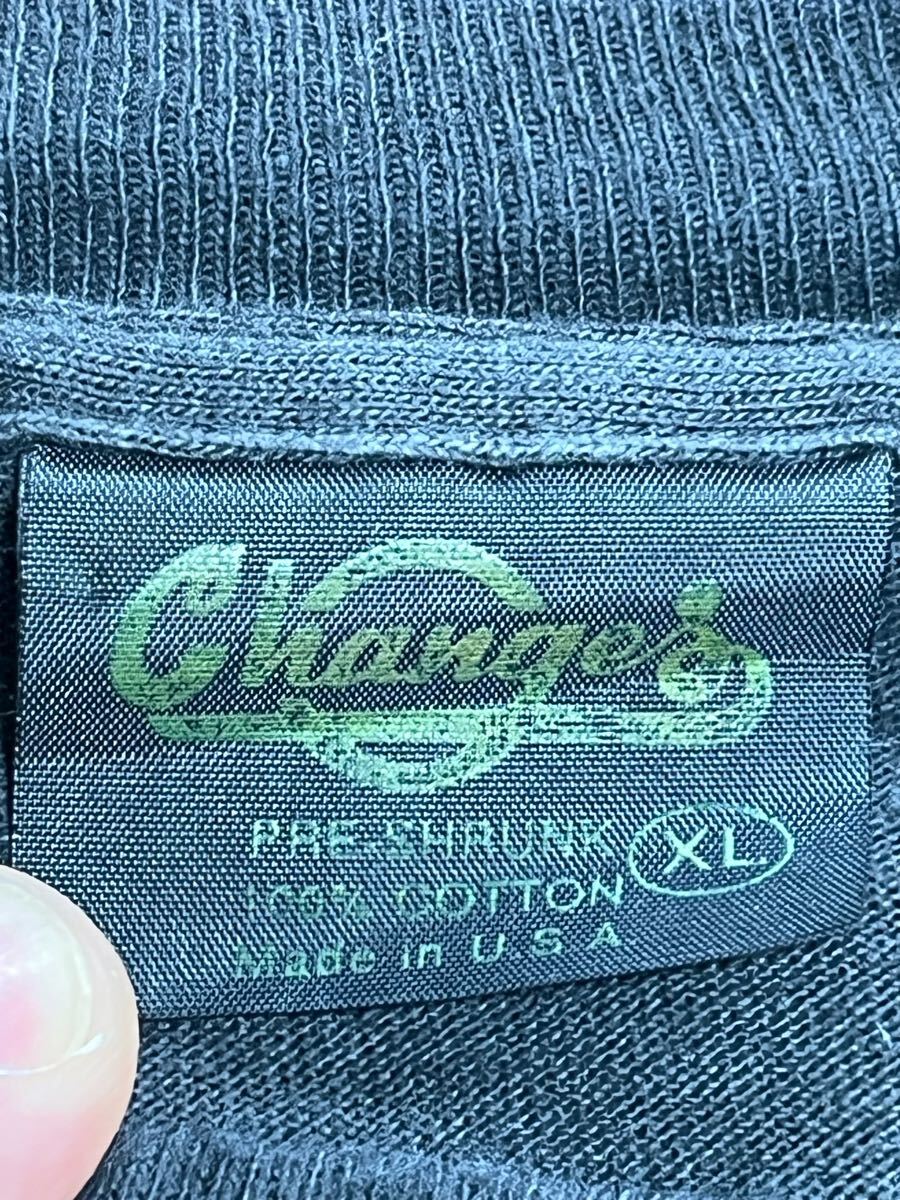 Changes
PRE-SHRUNK
100% COTTON
XL.
Made in U S A